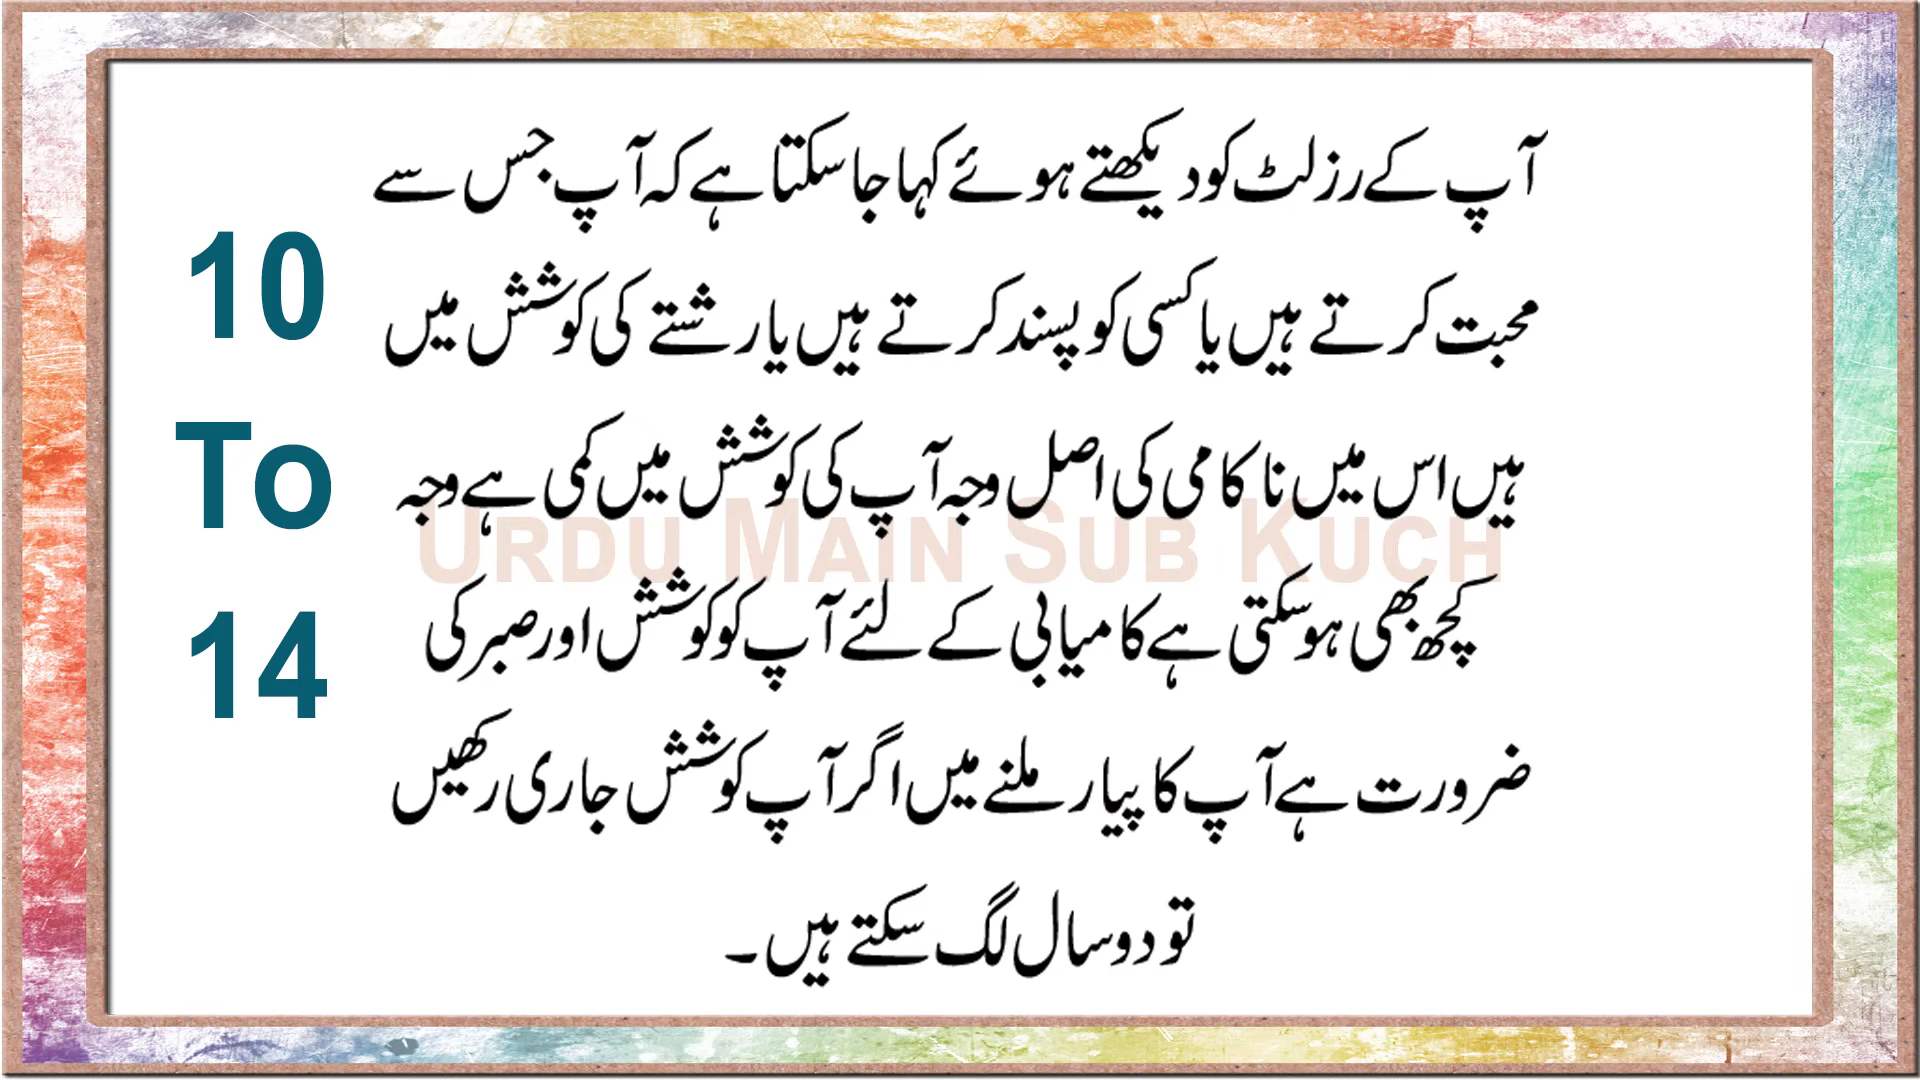 آپ کے رزلٹ کو دیکھتے ہوئے کہا جا سکتا ہے کہ آپ جس سے
محبت کرتے ہیں یا کسی کو پسند کرتے ہیں یا رشتے کی کوشش میں
ہیں اس میں ناکامی کی اصل وجہ آپ کی کوشش میں کمی ہے وجہ
کچھ بھی ہو سکتی ہے کامیابی کے لئے آپ کو کوشش اور صبر کی
ضرورت ہے آپ کا پیار ملنے میں اگر آپ کوشش جاری رکھیں
تو دو سال لگ سکتے ہیں۔
10
To
14
URDU MAIN SUB KUCH